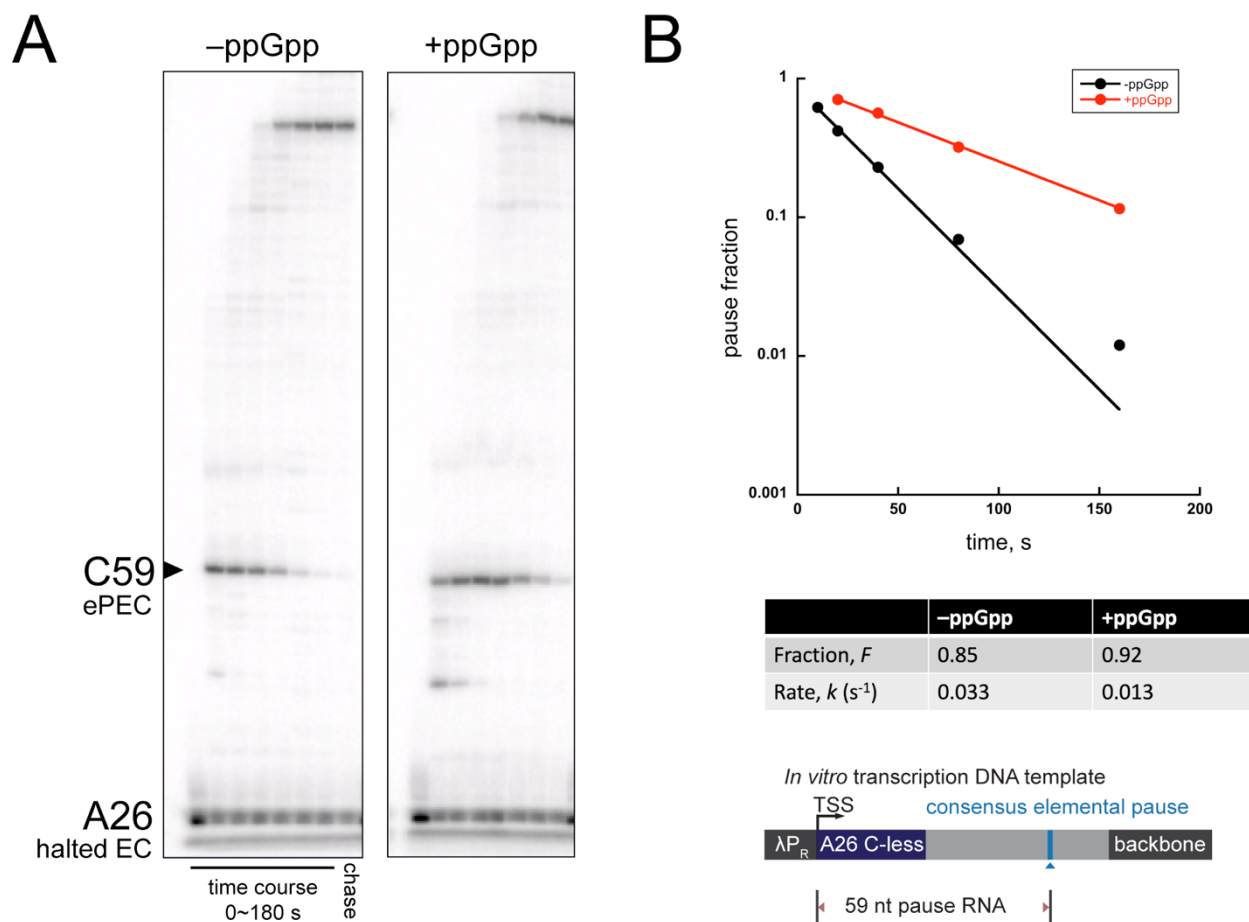 A
–ppGpp
+ppGpp
C59
ePEC
A26
halted EC
time course
0~180 s
chase
B
-ppGpp
+ppGpp
1
0.1
0.01
0.001
pause fraction
0 50 100 150 200
time, s
–ppGpp +ppGpp
Fraction, F 0.85 0.92
Rate, k (s-1) 0.033 0.013
In vitro transcription DNA template
TSS
consensus elemental pause
λPR A26 C-less backbone
59 nt pause RNA